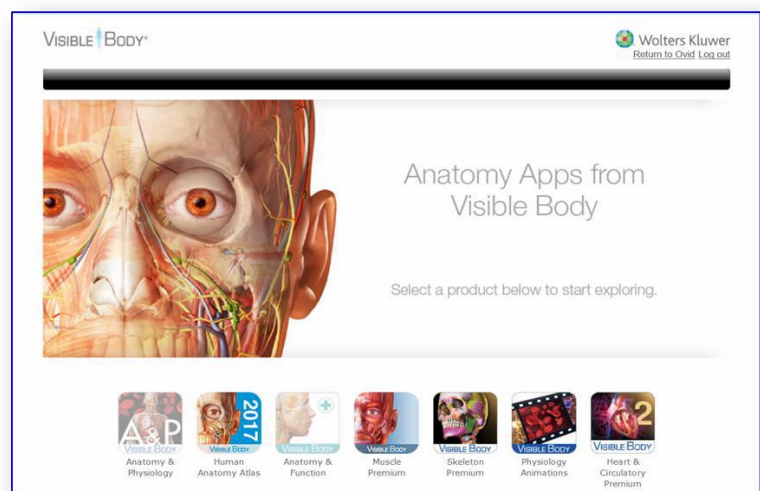 VISIBLE BODY®
Wolters Kluwer
Return to Ovid Log out
Anatomy Apps from
Visible Body
Select a product below to start exploring.
A&P
VISIBLE BODY
Anatomy &
Physiology
2017
VISIBLE BODY
Human
Anatomy Atlas
VISIBLE BODY
Anatomy &
Function
VISIBLE BODY
Muscle
Premium
VISIBLE BODY
Skeleton
Premium
VISIBLE BODY
Physiology
Animations
2
VISIBLE BODY
Heart &
Circulatory
Premium